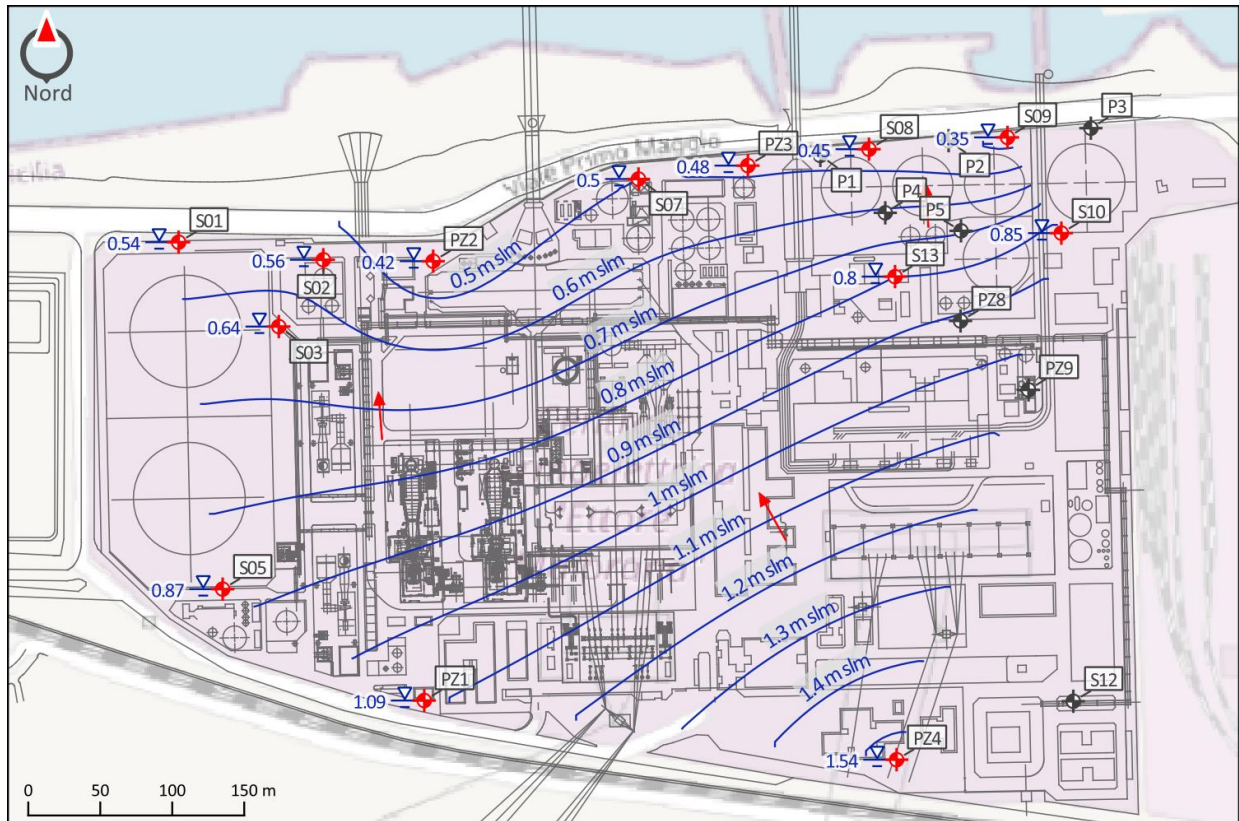 Nord
P3
S09
S08
0.35
PZ3
0.45
Viale Primo Maggio
0.48
P2
P1
0.5
S07
P4
P5
S10
S01
0.85
0.54
PZ2
S13
0.56
0.42
0.5 m slm
0.6 m slm
0.8
S02
PZ8
0.64
0.7 m slm
S03
PZ9
0.8 m slm
0.9 m slm
1 m slm
1.1 m slm
1.2 m slm
S05
0.87
1.3 m slm
1.4 m slm
PZ1
S12
1.09
PZ4
1.54
0 50 100 150 m